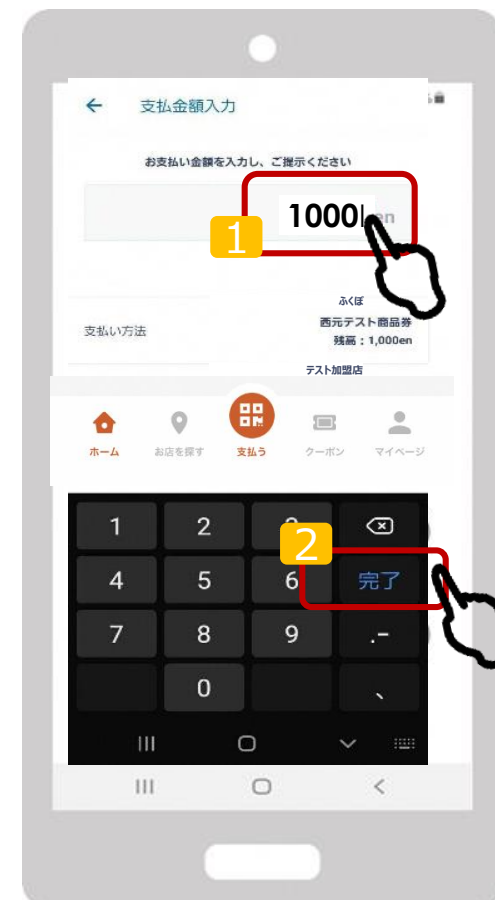 支払金額入力
お支払い金額を入力し、ご提示ください
1000 en
1
支払い方法
ふくぽ
西元テスト商品券
残高：1,000en
テスト加盟店
ホーム お店を探す 支払う クーポン マイページ
1 2
2
4 5 6 完了
7 8 9 .-
0 、